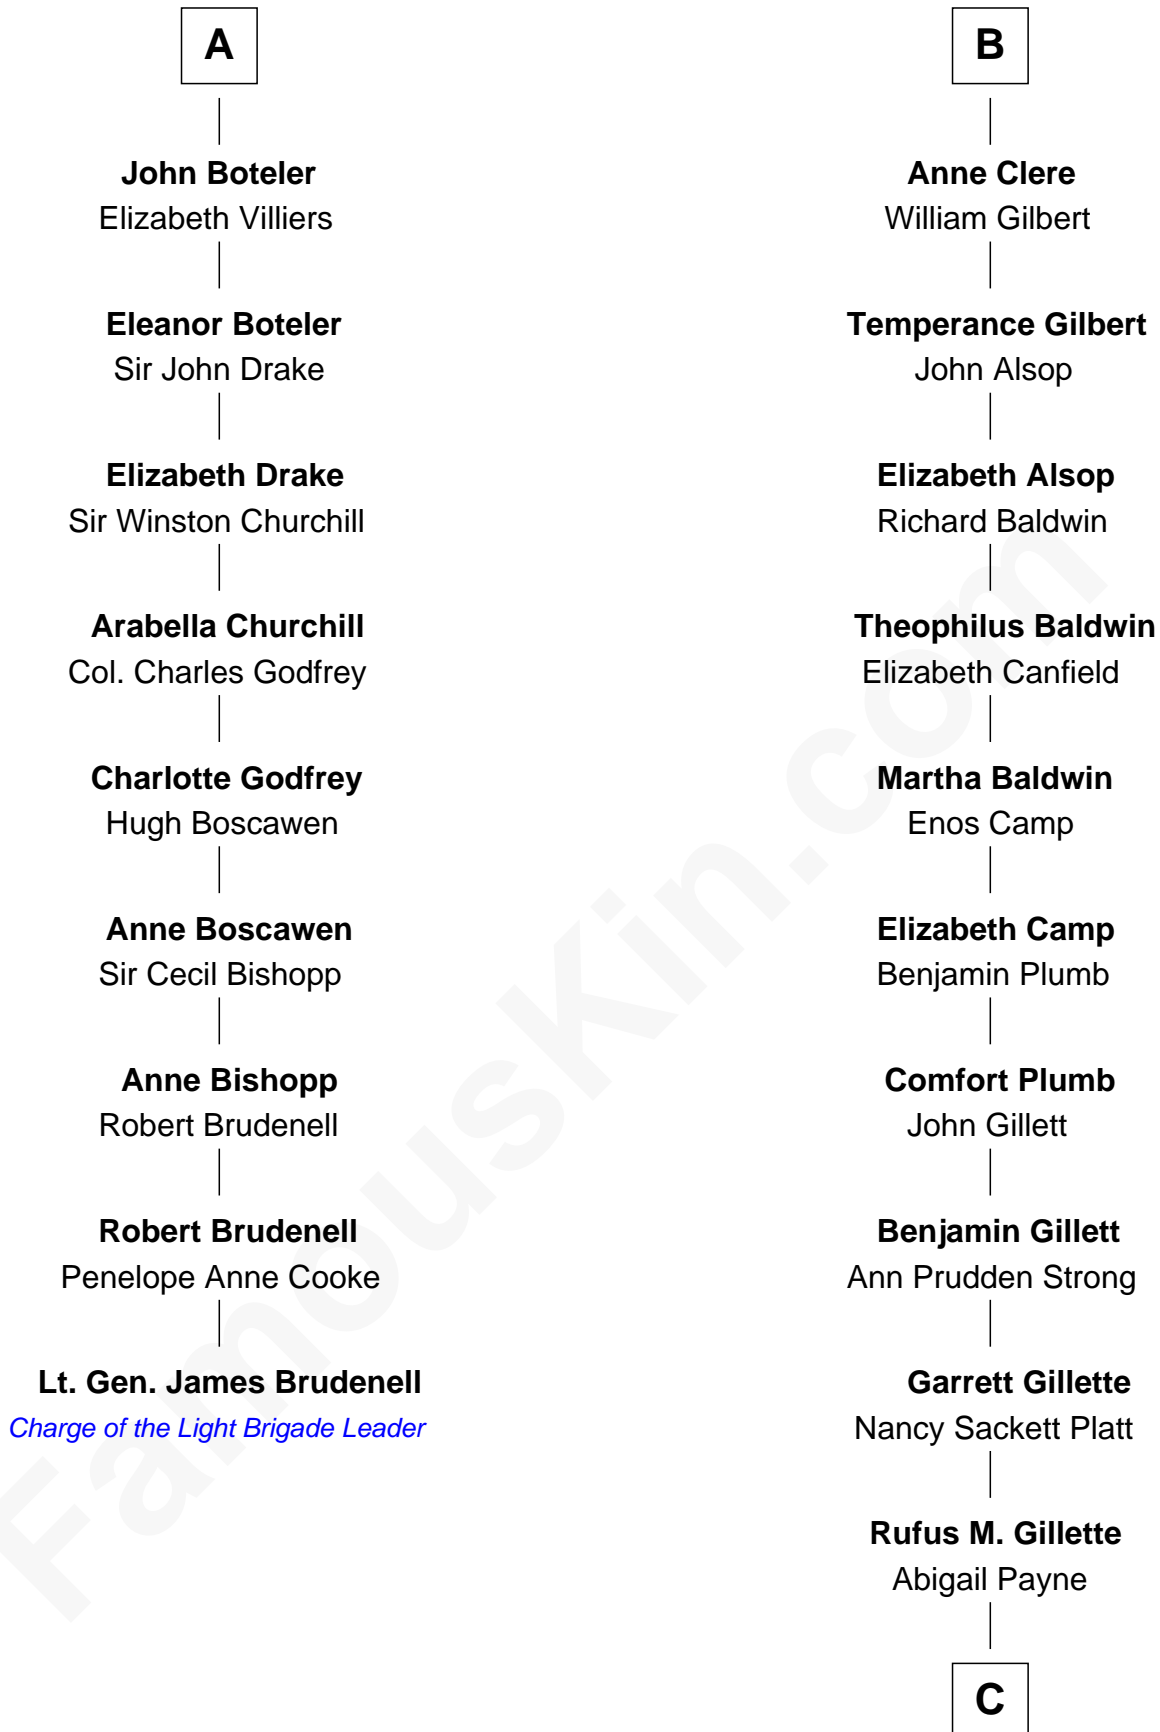 A
John Boteler
Elizabeth Villiers
Eleanor Boteler
Sir John Drake
Elizabeth Drake
Sir Winston Churchill
Arabella Churchill
Col. Charles Godfrey
Charlotte Godfrey
Hugh Boscawen
Anne Boscawen
Sir Cecil Bishopp
Anne Bishopp
Robert Brudenell
Robert Brudenell
Penelope Anne Cooke
Lt. Gen. James Brudenell
Charge of the Light Brigade Leader
B
Anne Clere
William Gilbert
Temperance Gilbert
John Alsop
Elizabeth Alsop
Richard Baldwin
Theophilus Baldwin
Elizabeth Canfield
Martha Baldwin
Enos Camp
Elizabeth Camp
Benjamin Plumb
Comfort Plumb
John Gillett
Benjamin Gillett
Ann Prudden Strong
Garrett Gillette
Nancy Sackett Platt
Rufus M. Gillette
Abigail Payne
C
FamousKin.com